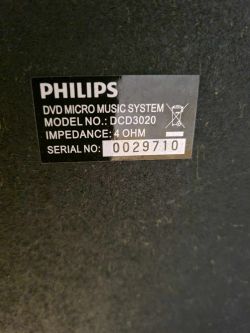 PHILIPS
DVD MICRO MUSIC SYSTEM
MODEL NO.: DCD3020
IMPEDANCE: 4 OHM
SERIAL NO: 0029710